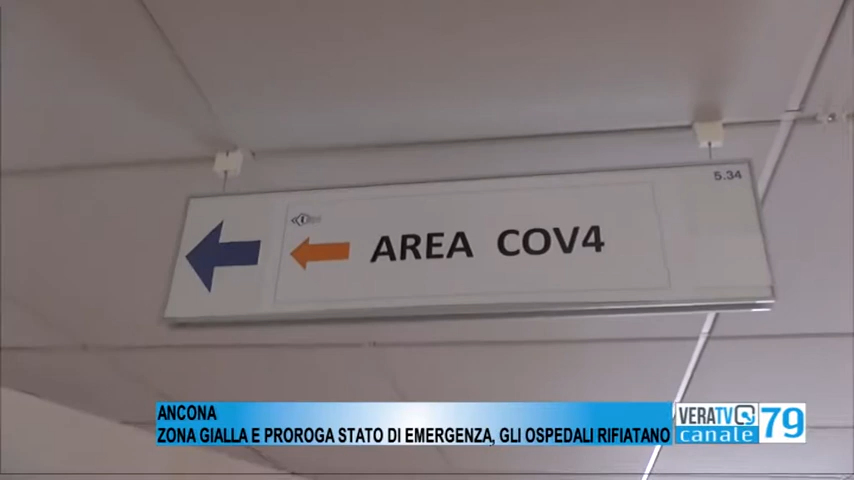 5.34
AREA COV4
ANCONA
ZONA GIALLA E PROROGA STATO DI EMERGENZA, GLI OSPEDALI RIFIATANO
VERATV
canale 79